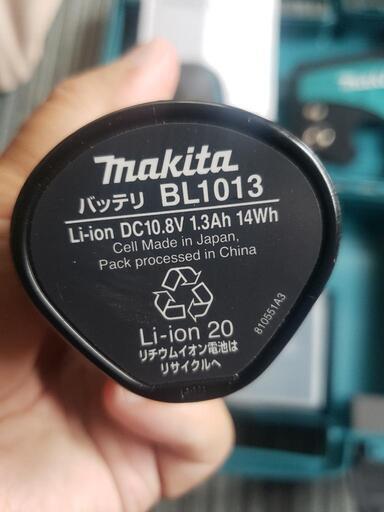 makita
makita
バッテリ BL1013
Li-ion DC10.8V 1.3Ah 14Wh
Cell Made in Japan,
Pack processed in China
Li-ion 20
リチウムイオン電池は
リサイクルへ
810551A3